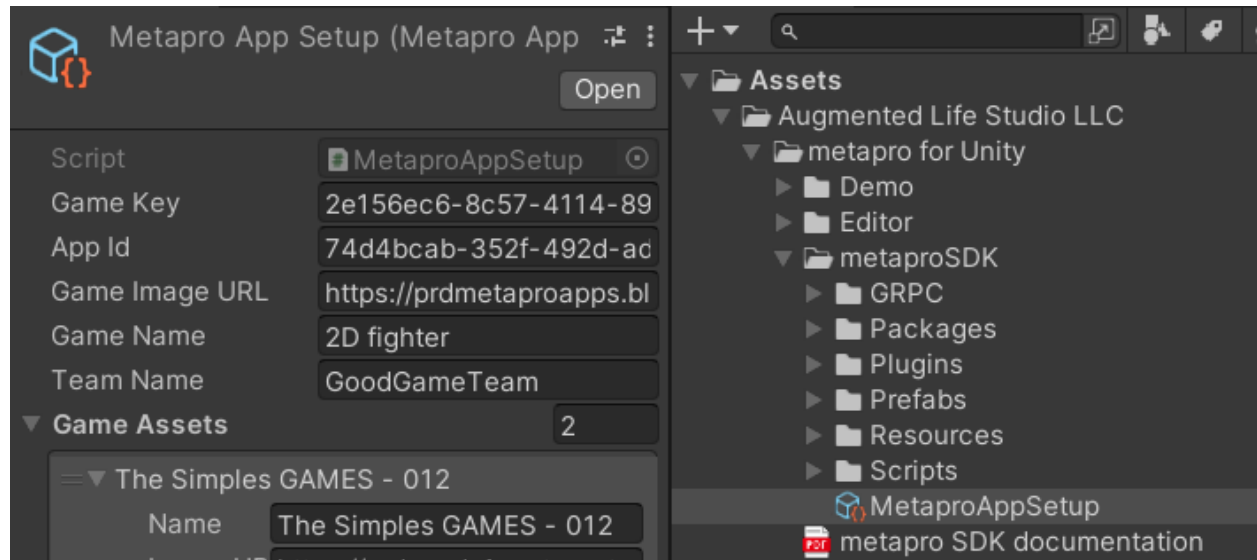 Metapro App Setup (Metapro App
Open
Script MetaproAppSetup
Game Key 2e156ec6-8c57-4114-89
App Id 74d4bcab-352f-492d-ad
Game Image URL https://prdmetaproapps.bl
Game Name 2D fighter
Team Name GoodGameTeam
Game Assets 2
The Simples GAMES - 012
Name The Simples GAMES - 012
Assets
Augmented Life Studio LLC
metapro for Unity
Demo
Editor
metaproSDK
GRPC
Packages
Plugins
Prefabs
Resources
Scripts
MetaproAppSetup
PDF metapro SDK documentation